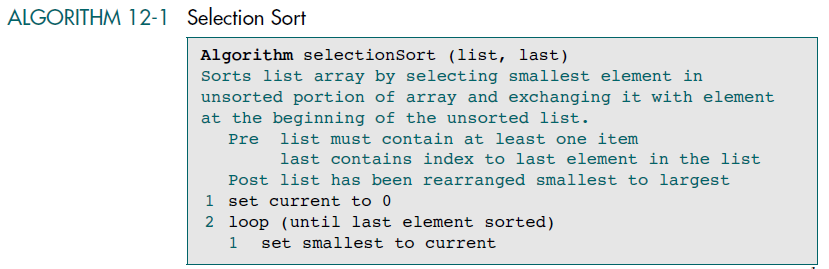 ALGORITHM 12-1 Selection Sort
Algorithm selectionSort (list, last)
Sorts list array by selecting smallest element in
unsorted portion of array and exchanging it with element
at the beginning of the unsorted list.
Pre list must contain at least one item
last contains index to last element in the list
Post list has been rearranged smallest to largest
1 set current to 0
2 loop (until last element sorted)
1 set smallest to current